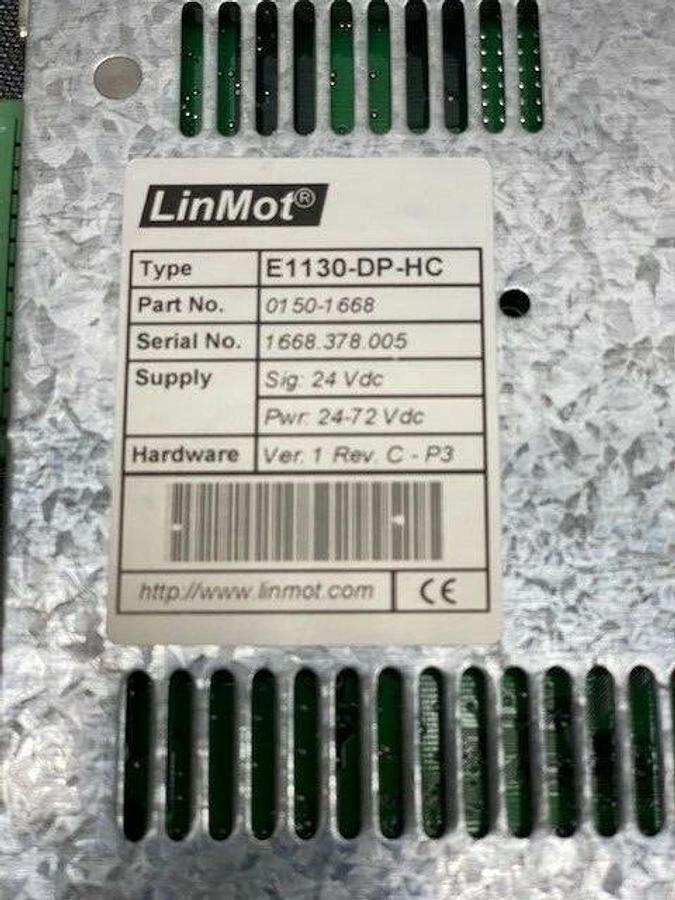 LinMot®
Type E1130-DP-HC
Part No. 0150-1668
Serial No. 1668.378.005
Supply Sig: 24 Vdc
Pwr: 24-72 Vdc
Hardware Ver. 1 Rev. C - P3
http://www.linmot.com CE